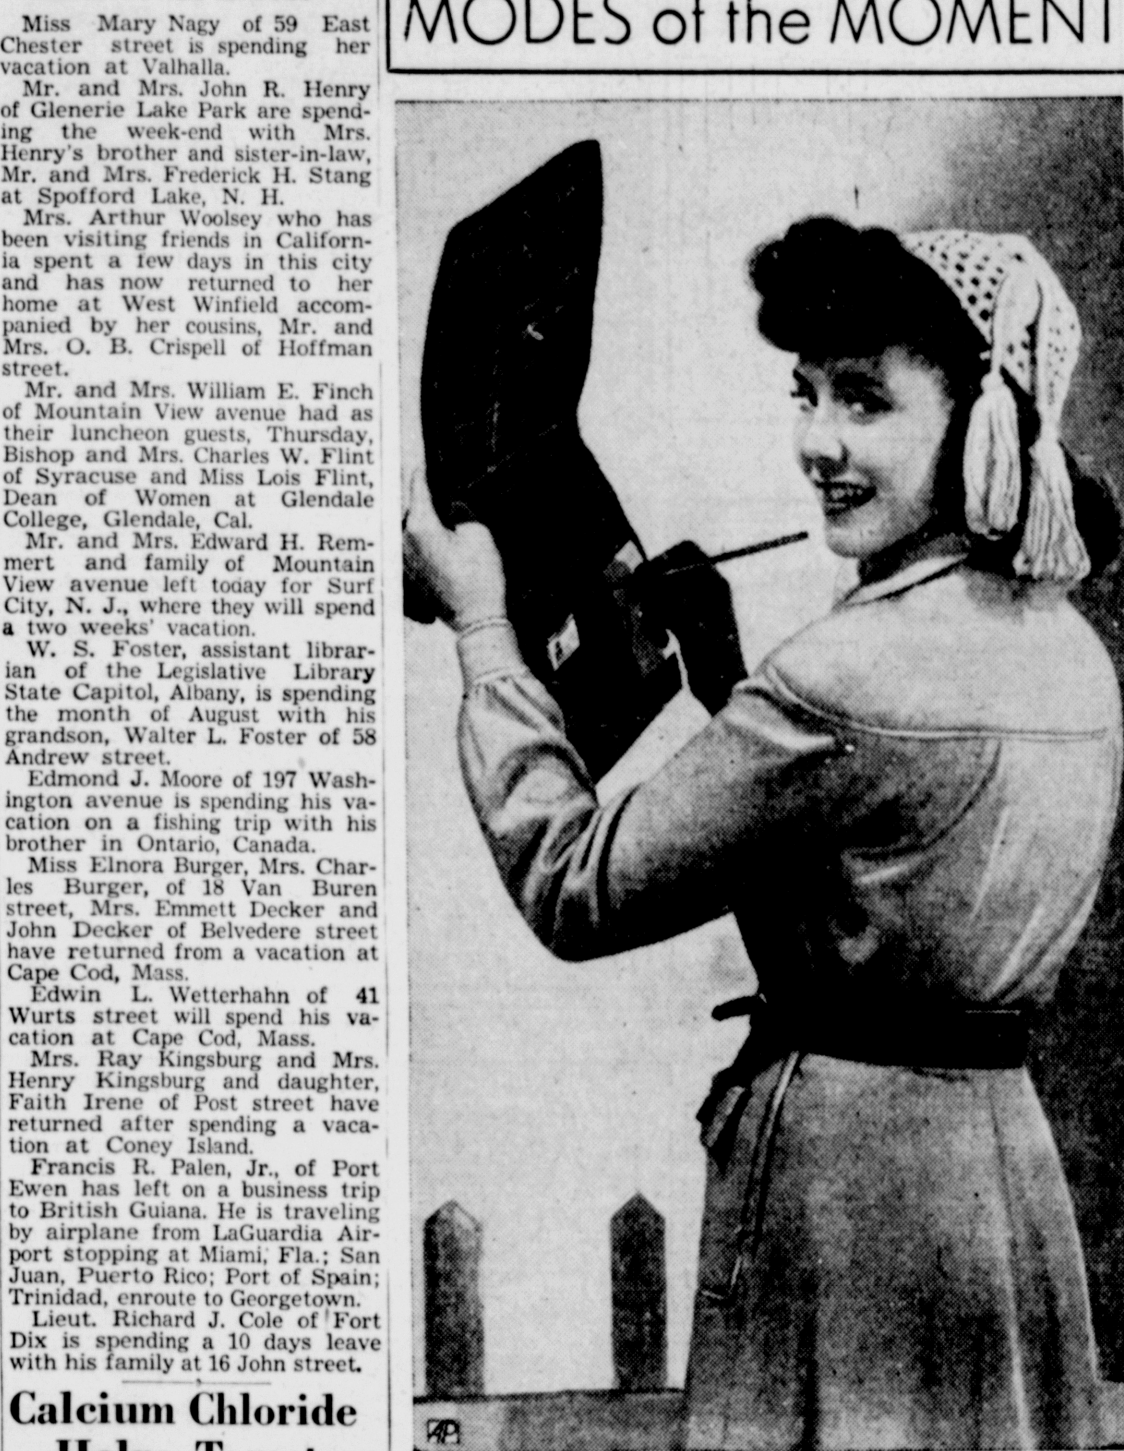 Miss Mary Nagy of 59 East
Chester street is spending her
vacation at Valhalla.
Mr. and Mrs. John R. Henry
of Glenerie Lake Park are spend-
ing the week-end with Mrs.
Henry's brother and sister-in-law,
Mr. and Mrs. Frederick H. Stang
at Spofford Lake, N. H.
Mrs. Arthur Woolsey who has
been visiting friends in Californ-
ia spent a few days in this city
and has now returned to her
home at West Winfield accom-
panied by her cousins, Mr. and
Mrs. O. B. Crispell of Hoffman
street.
Mr. and Mrs. William E. Finch
of Mountain View avenue had as
their luncheon guests, Thursday,
Bishop and Mrs. Charles W. Flint
of Syracuse and Miss Lois Flint,
Dean of Women at Glendale
College, Glendale, Cal.
Mr. and Mrs. Edward H. Rem-
mert and family of Mountain
View avenue left today for Surf
City, N. J., where they will spend
a two weeks' vacation.
W. S. Foster, assistant librar-
ian of the Legislative Library
State Capitol, Albany, is spending
the month of August with his
grandson, Walter L. Foster of 58
Andrew street.
Edmond J. Moore of 197 Wash-
ington avenue is spending his va-
cation on a fishing trip with his
brother in Ontario, Canada.
Miss Elnora Burger, Mrs. Char-
les Burger, of 18 Van Buren
street, Mrs. Emmett Decker and
John Decker of Belvedere street
have returned from a vacation at
Cape Cod, Mass.
Edwin L. Wetterhahn of 41
Wurts street will spend his va-
cation at Cape Cod, Mass.
Mrs. Ray Kingsburg and Mrs.
Henry Kingsburg and daughter,
Faith Irene of Post street have
returned after spending a vaca-
tion at Coney Island.
Francis R. Palen, Jr., of Port
Ewen has left on a business trip
to British Guiana. He is traveling
by airplane from LaGuardia Air-
port stopping at Miami, Fla.; San
Juan, Puerto Rico; Port of Spain;
Trinidad, enroute to Georgetown.
Lieut. Richard J. Cole of Fort
Dix is spending a 10 days leave
with his family at 16 John street.
Calcium Chloride
MODES of the MOMENT
AP